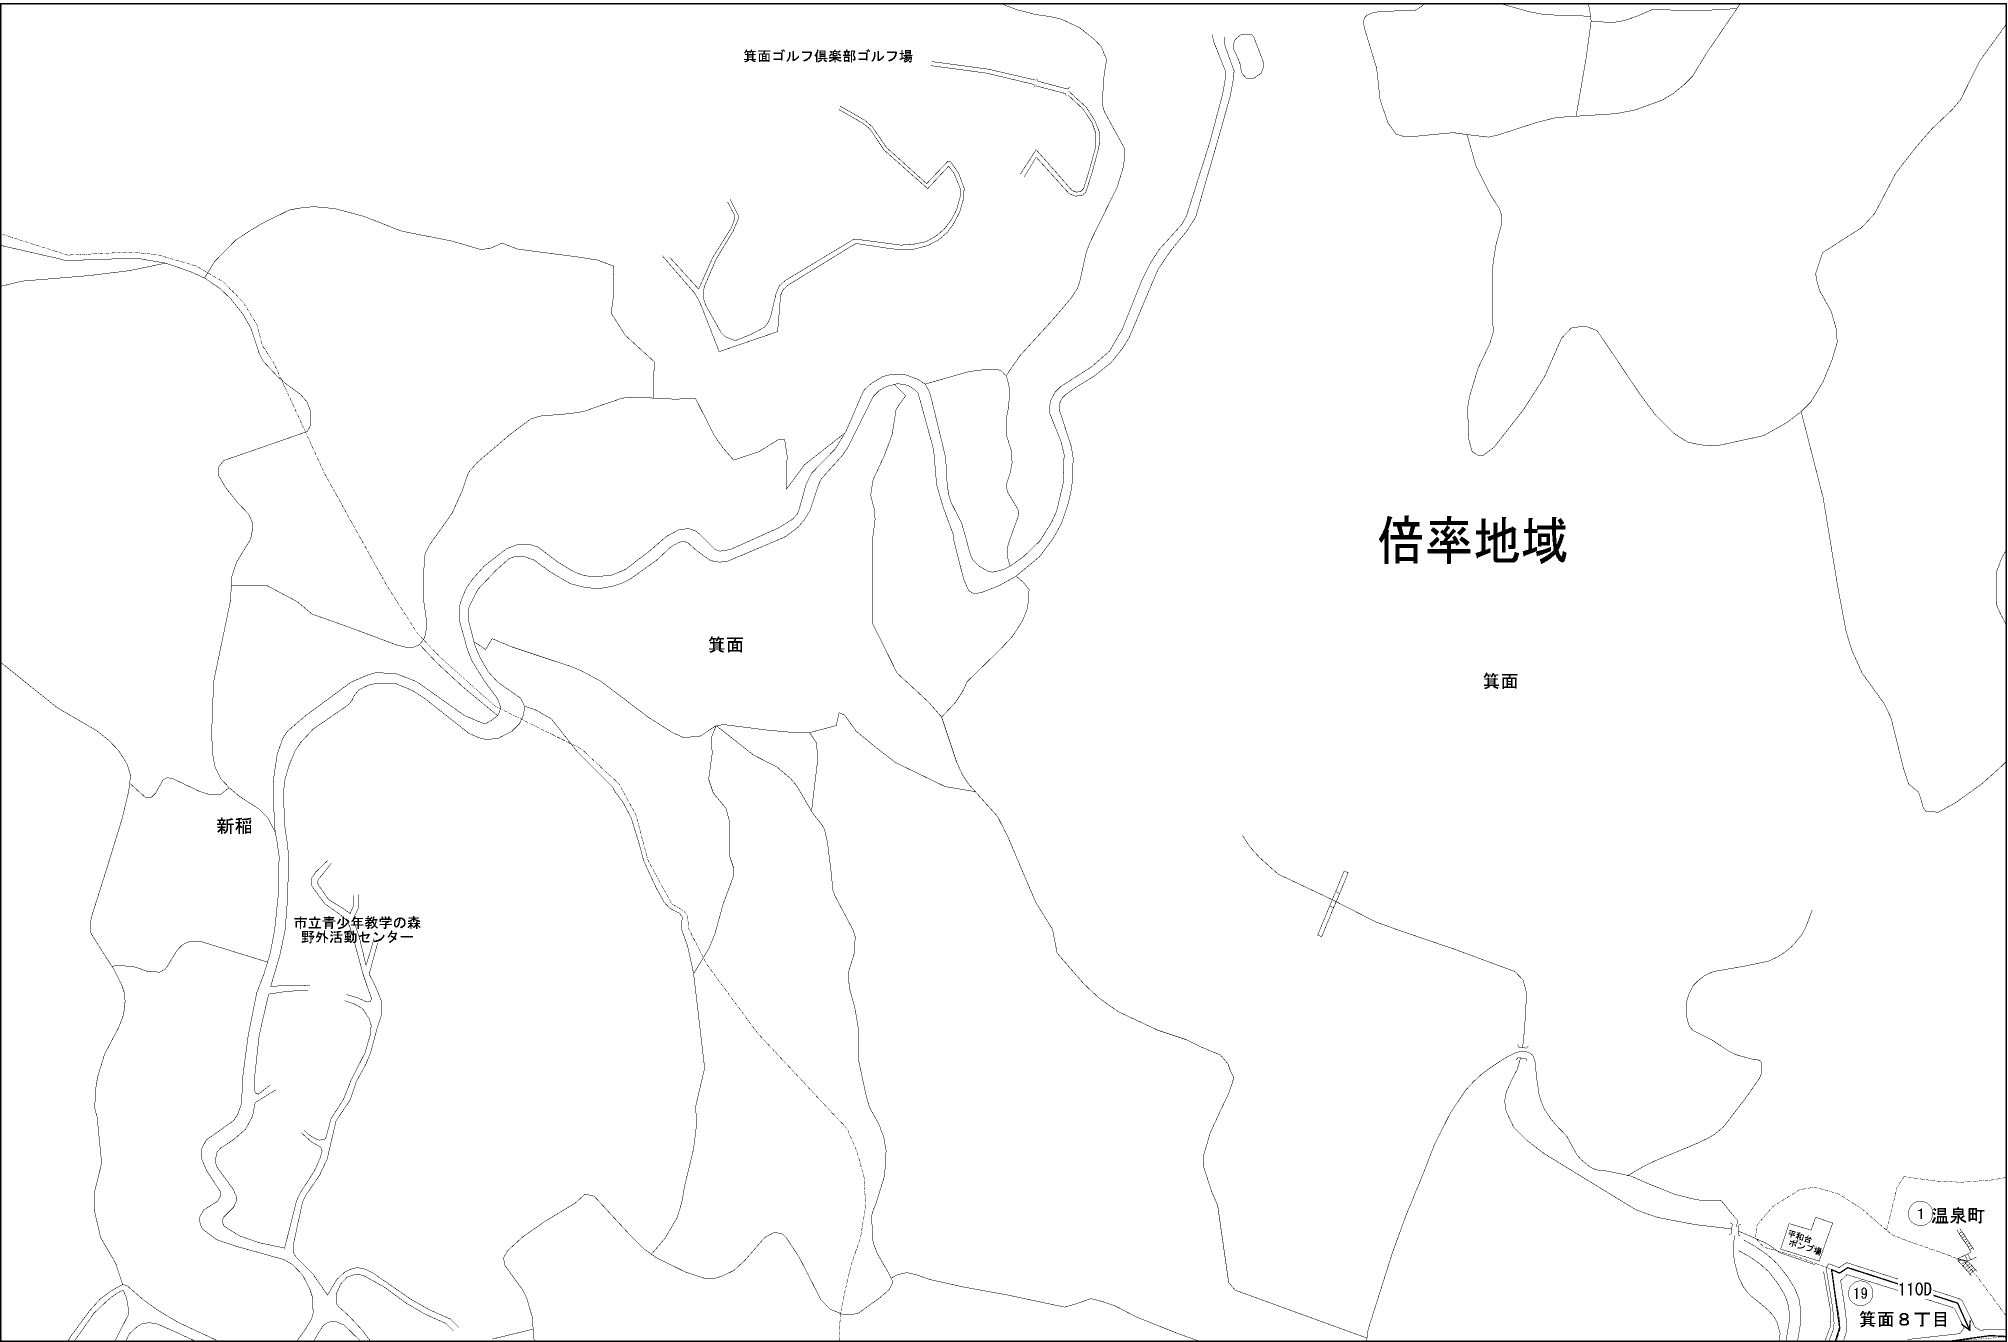 箕面ゴルフ倶楽部ゴルフ場
倍率地域
箕面
箕面
新稲
市立青少年教学の森
野外活動センター
1 温泉町
平和台
ポンプ場
110D
19
箕面8丁目